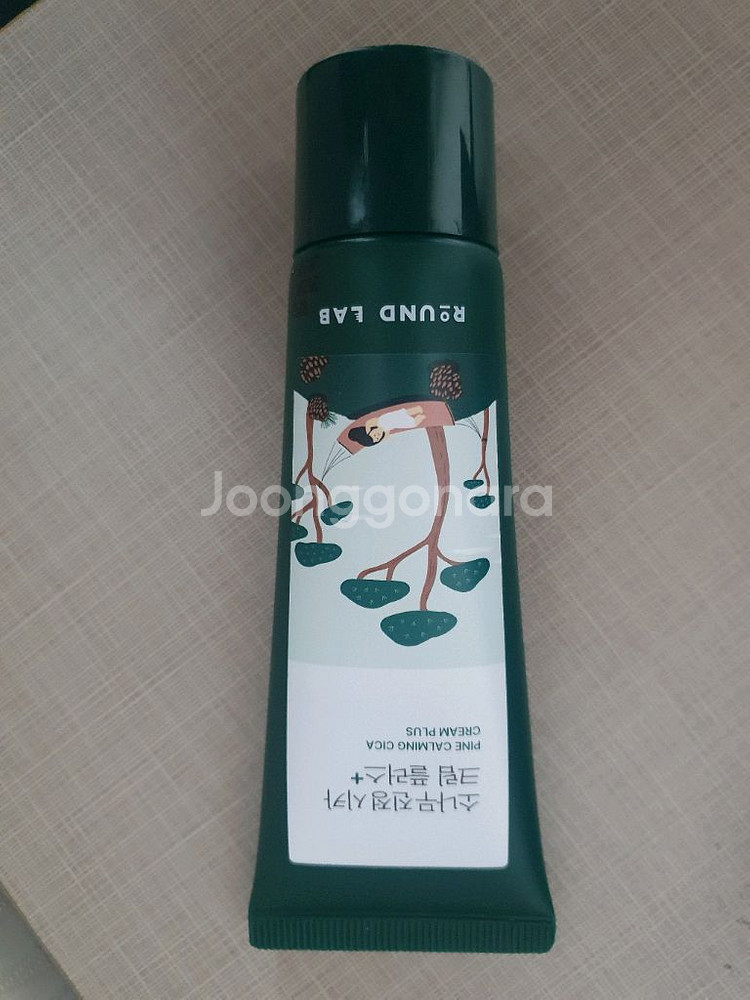 ROUND LAB
Joonggonara
소나무 진정 시카
크림 플러스+
PINE CALMING CICA
CREAM PLUS